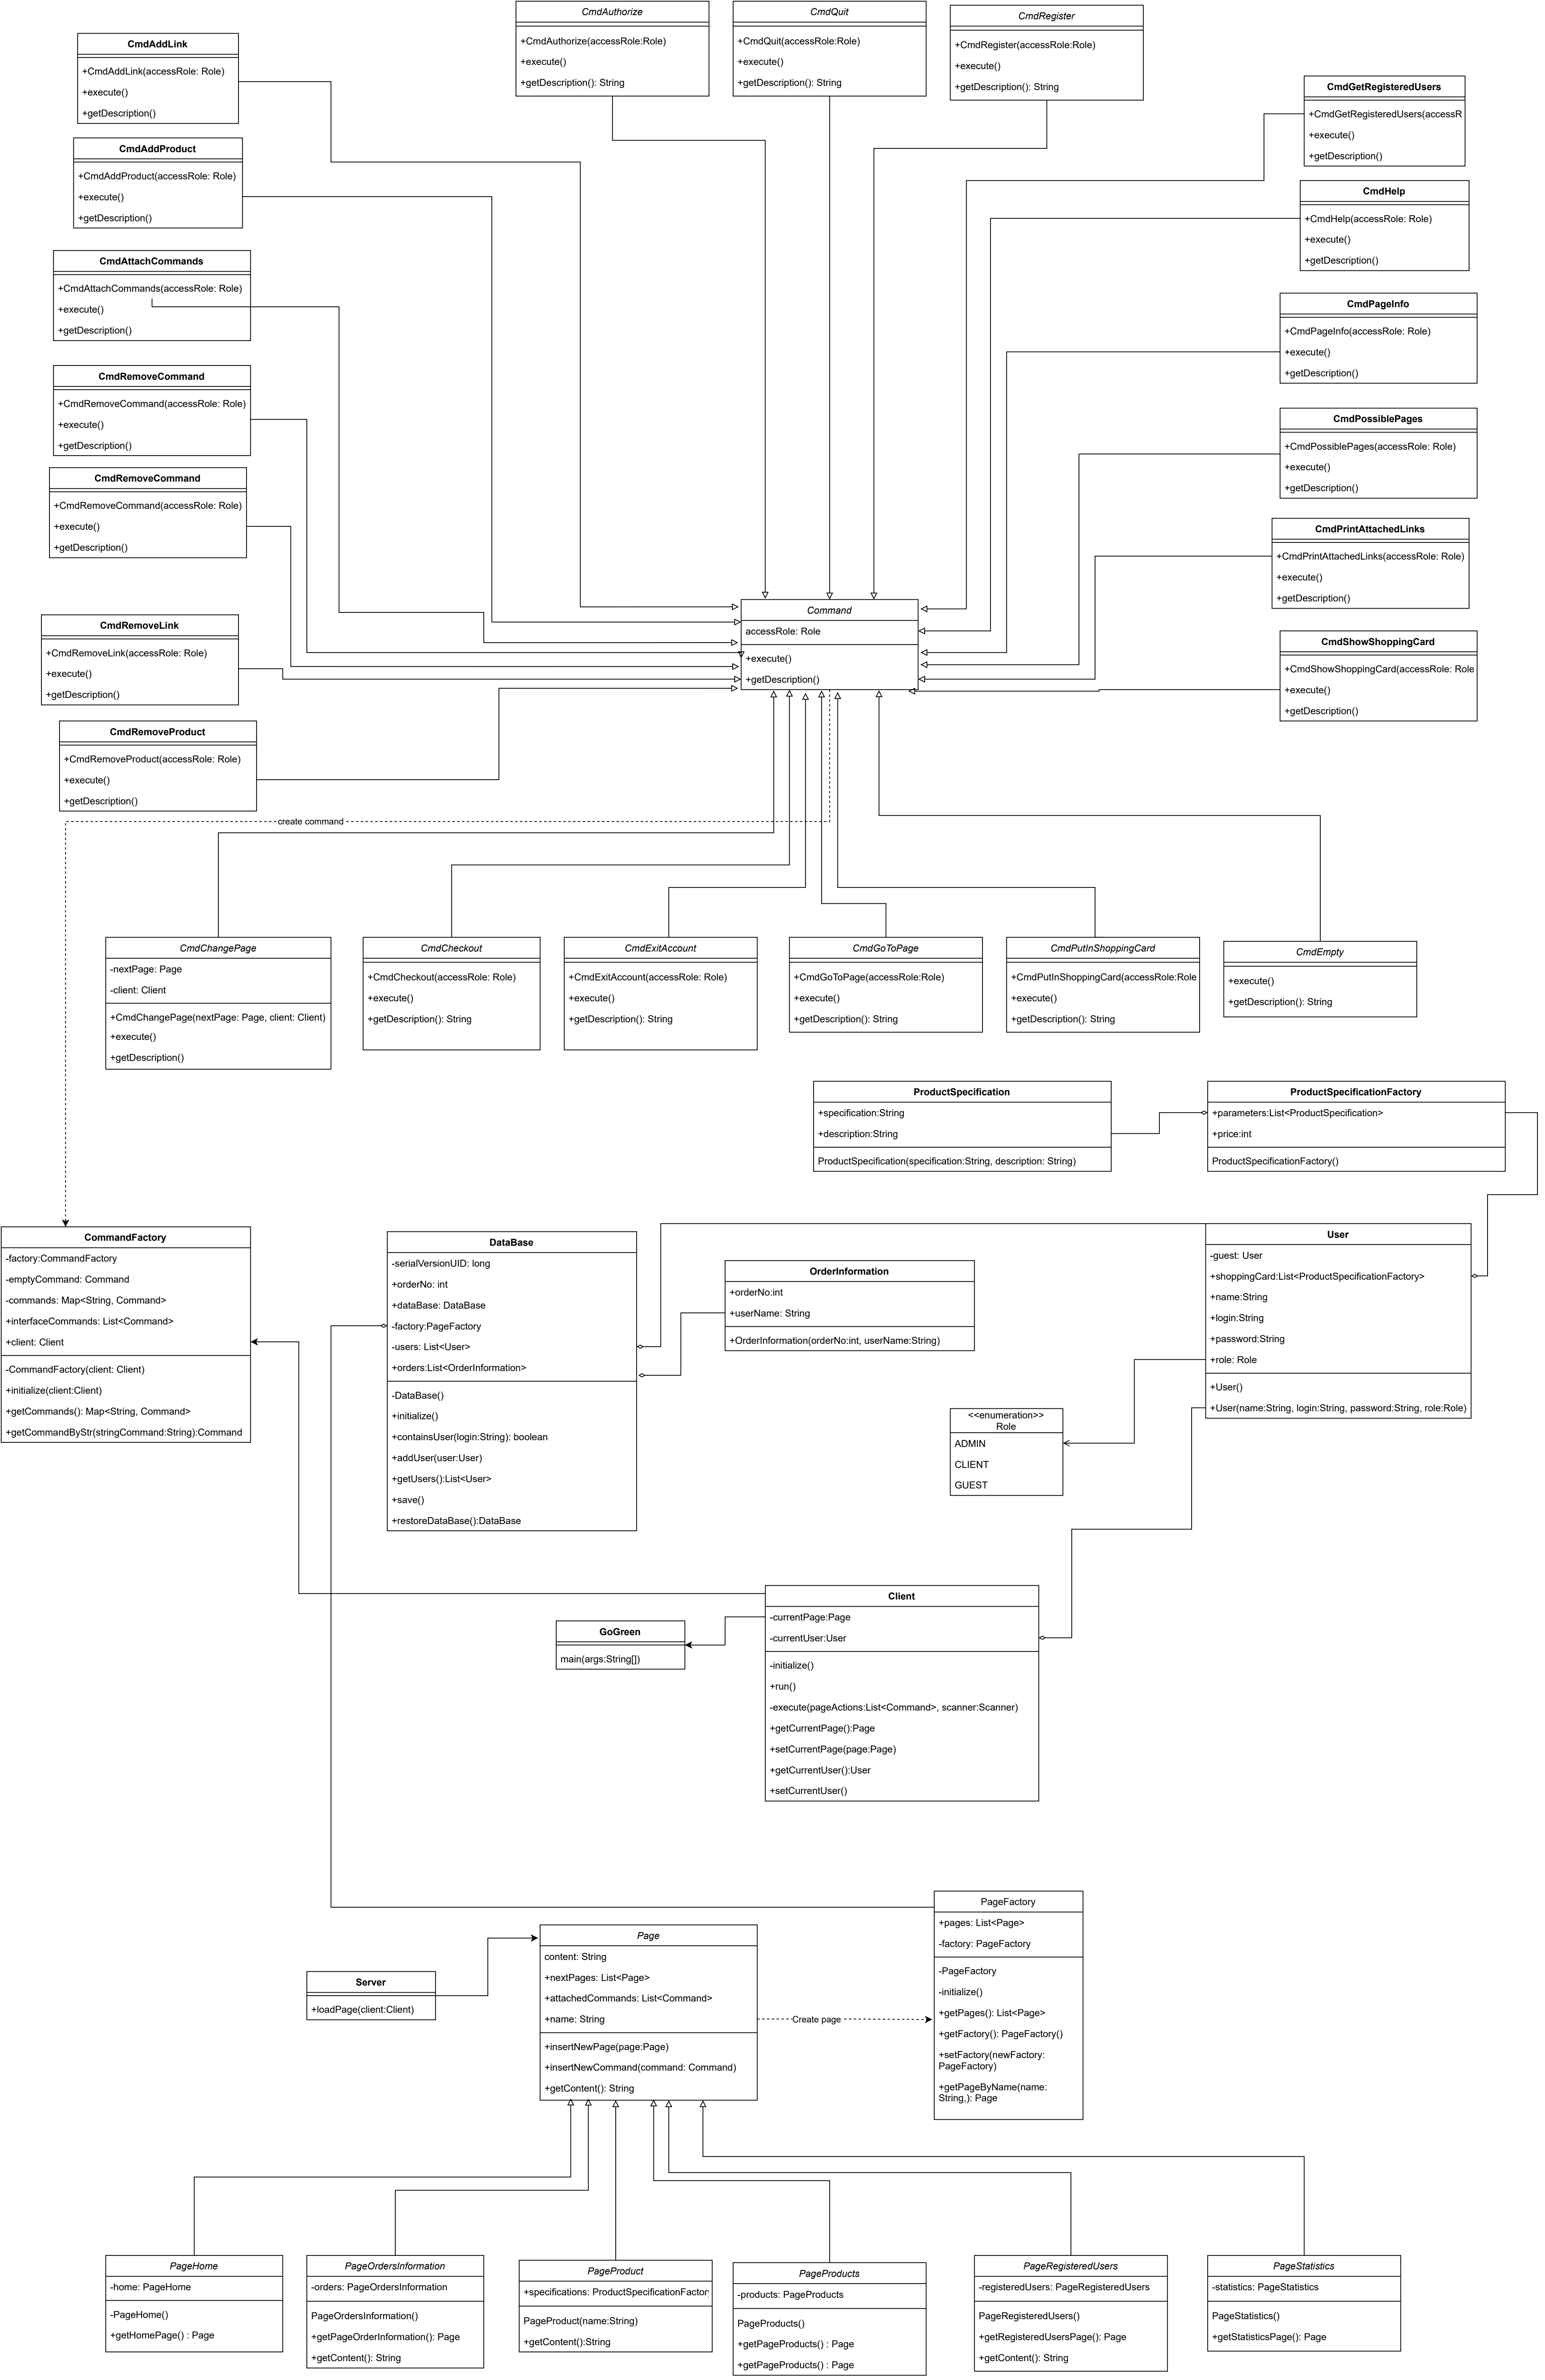 CmdAuthorize
+CmdAuthorize(accessRole:Role)
+execute()
+getDescription(): String
CmdQuit
+CmdQuit(accessRole:Role)
+execute()
+getDescription(): String
CmdRegister
+CmdRegister(accessRole:Role)
+execute()
+getDescription(): String
CmdAddLink
+CmdAddLink(accessRole: Role)
+execute()
+getDescription()
CmdGetRegisteredUsers
+CmdGetRegisteredUsers(accessR
+execute()
+getDescription()
CmdAddProduct
+CmdAddProduct(accessRole: Role)
+execute()
+getDescription()
CmdHelp
+CmdHelp(accessRole: Role)
+execute()
+getDescription()
CmdAttachCommands
+CmdAttachCommands(accessRole: Role)
+execute()
+getDescription()
CmdPageInfo
+CmdPageInfo(accessRole: Role)
+execute()
+getDescription()
CmdRemoveCommand
+CmdRemoveCommand(accessRole: Role)
+execute()
+getDescription()
CmdPossiblePages
+CmdPossiblePages(accessRole: Role)
+execute()
+getDescription()
CmdRemoveCommand
+CmdRemoveCommand(accessRole: Role)
+execute()
+getDescription()
CmdPrintAttachedLinks
+CmdPrintAttachedLinks(accessRole: Role)
+execute()
+getDescription()
Command
accessRole: Role
+execute()
+getDescription()
CmdRemoveLink
+CmdRemoveLink(accessRole: Role)
+execute()
+getDescription()
CmdShowShoppingCard
+CmdShowShoppingCard(accessRole: Role
+execute()
+getDescription()
CmdRemoveProduct
+CmdRemoveProduct(accessRole: Role)
+execute()
+getDescription()
create command
CmdChangePage
-nextPage: Page
-client: Client
+CmdChangePage(nextPage: Page, client: Client)
+execute()
+getDescription()
CmdCheckout
+CmdCheckout(accessRole: Role)
+execute()
+getDescription(): String
CmdExitAccount
+CmdExitAccount(accessRole: Role)
+execute()
+getDescription(): String
CmdGoToPage
+CmdGoToPage(accessRole:Role)
+execute()
+getDescription(): String
CmdPutInShoppingCard
+CmdPutInShoppingCard(accessRole:Role
+execute()
+getDescription(): String
CmdEmpty
+execute()
+getDescription(): String
ProductSpecification
+specification:String
+description:String
ProductSpecification(specification:String, description: String)
ProductSpecificationFactory
+parameters:List<ProductSpecification>
+price:int
ProductSpecificationFactory()
CommandFactory
-factory:CommandFactory
-emptyCommand: Command
-commands: Map<String, Command>
+interfaceCommands: List<Command>
+client: Client
-CommandFactory(client: Client)
+initialize(client:Client)
+getCommands(): Map<String, Command>
+getCommandByStr(stringCommand:String):Command
DataBase
-serialVersionUID: long
+orderNo: int
+dataBase: DataBase
-factory:PageFactory
-users: List<User>
+orders:List<OrderInformation>
-DataBase()
+initialize()
+containsUser(login:String): boolean
+addUser(user:User)
+getUsers():List<User>
+save()
+restoreDataBase():DataBase
OrderInformation
+orderNo:int
+userName: String
+OrderInformation(orderNo:int, userName:String)
User
-guest: User
+shoppingCard:List<ProductSpecificationFactory>
+name:String
+login:String
+password:String
+role: Role
+User()
+User(name:String, login:String, password:String, role:Role)
<<enumeration>>
Role
ADMIN
CLIENT
GUEST
Client
-currentPage:Page
-currentUser:User
-initialize()
+run()
-execute(pageActions:List<Command>, scanner:Scanner)
+getCurrentPage():Page
+setCurrentPage(page:Page)
+getCurrentUser():User
+setCurrentUser()
GoGreen
main(args:String[])
PageFactory
+pages: List<Page>
-factory: PageFactory
-PageFactory
-initialize()
+getPages(): List<Page>
+getFactory(): PageFactory()
+setFactory(newFactory:
PageFactory)
+getPageByName(name:
String,): Page
Page
content: String
+nextPages: List<Page>
+attachedCommands: List<Command>
+name: String
+insertNewPage(page:Page)
+insertNewCommand(command: Command)
+getContent(): String
Server
+loadPage(client:Client)
Create page
PageHome
-home: PageHome
-PageHome()
+getHomePage() : Page
PageOrdersInformation
-orders: PageOrdersInformation
PageOrdersInformation()
+getPageOrderInformation(): Page
+getContent(): String
PageProduct
+specifications: ProductSpecificationFactory
PageProduct(name:String)
+getContent():String
PageProducts
-products: PageProducts
PageProducts()
+getPageProducts() : Page
+getPageProducts() : Page
PageRegisteredUsers
-registeredUsers: PageRegisteredUsers
PageRegisteredUsers()
+getRegisteredUsersPage(): Page
+getContent(): String
PageStatistics
-statistics: PageStatistics
PageStatistics()
+getStatisticsPage(): Page